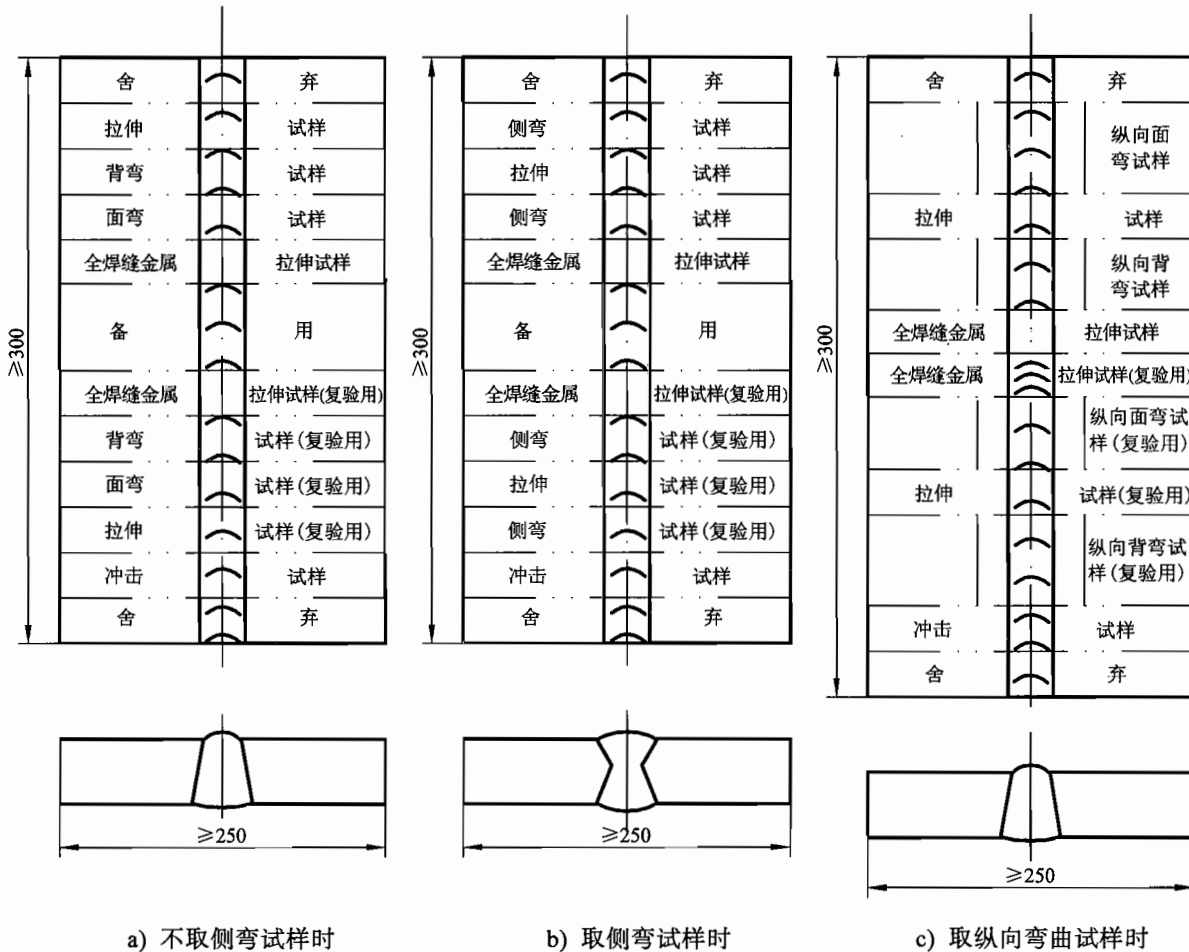 舍 弃
拉伸 试样
背弯 试样
面弯 试样
全焊缝金属 拉伸试样
备 用
全焊缝金属 拉伸试样(复验用)
背弯 试样(复验用)
面弯 试样(复验用)
拉伸 试样(复验用)
冲击 试样
舍 弃
≥300
≥250
a) 不取侧弯试样时
舍 弃
侧弯 试样
拉伸 试样
侧弯 试样
全焊缝金属 拉伸试样
备 用
全焊缝金属 拉伸试样(复验用)
侧弯 试样(复验用)
拉伸 试样(复验用)
侧弯 试样(复验用)
冲击 试样
舍 弃
≥300
≥250
b) 取侧弯试样时
舍 弃
纵向面
弯试样
拉伸 试样
纵向背
弯试样
全焊缝金属 拉伸试样
全焊缝金属 拉伸试样(复验用)
纵向面弯试
样(复验用)
拉伸 试样(复验用)
纵向背弯试
样(复验用)
冲击 试样
舍 弃
≥300
≥250
c) 取纵向弯曲试样时